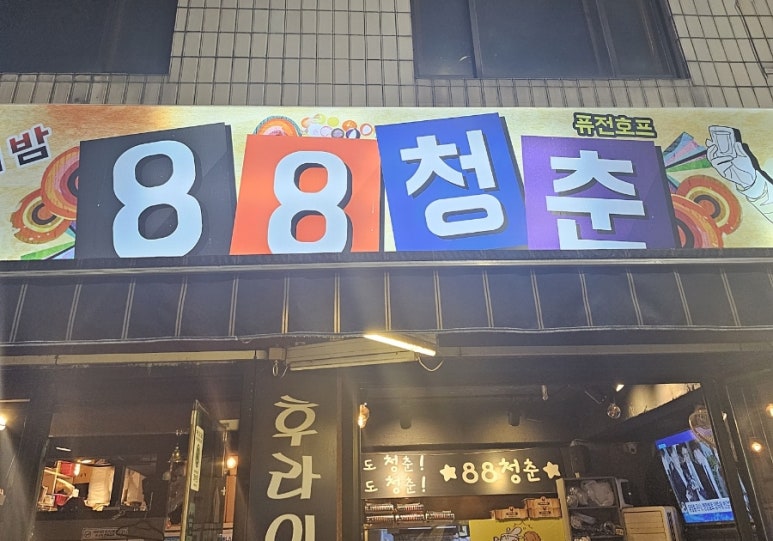 밤
88청춘
퓨전호프
후라이
도 청춘!
도 청춘!
★88청춘★